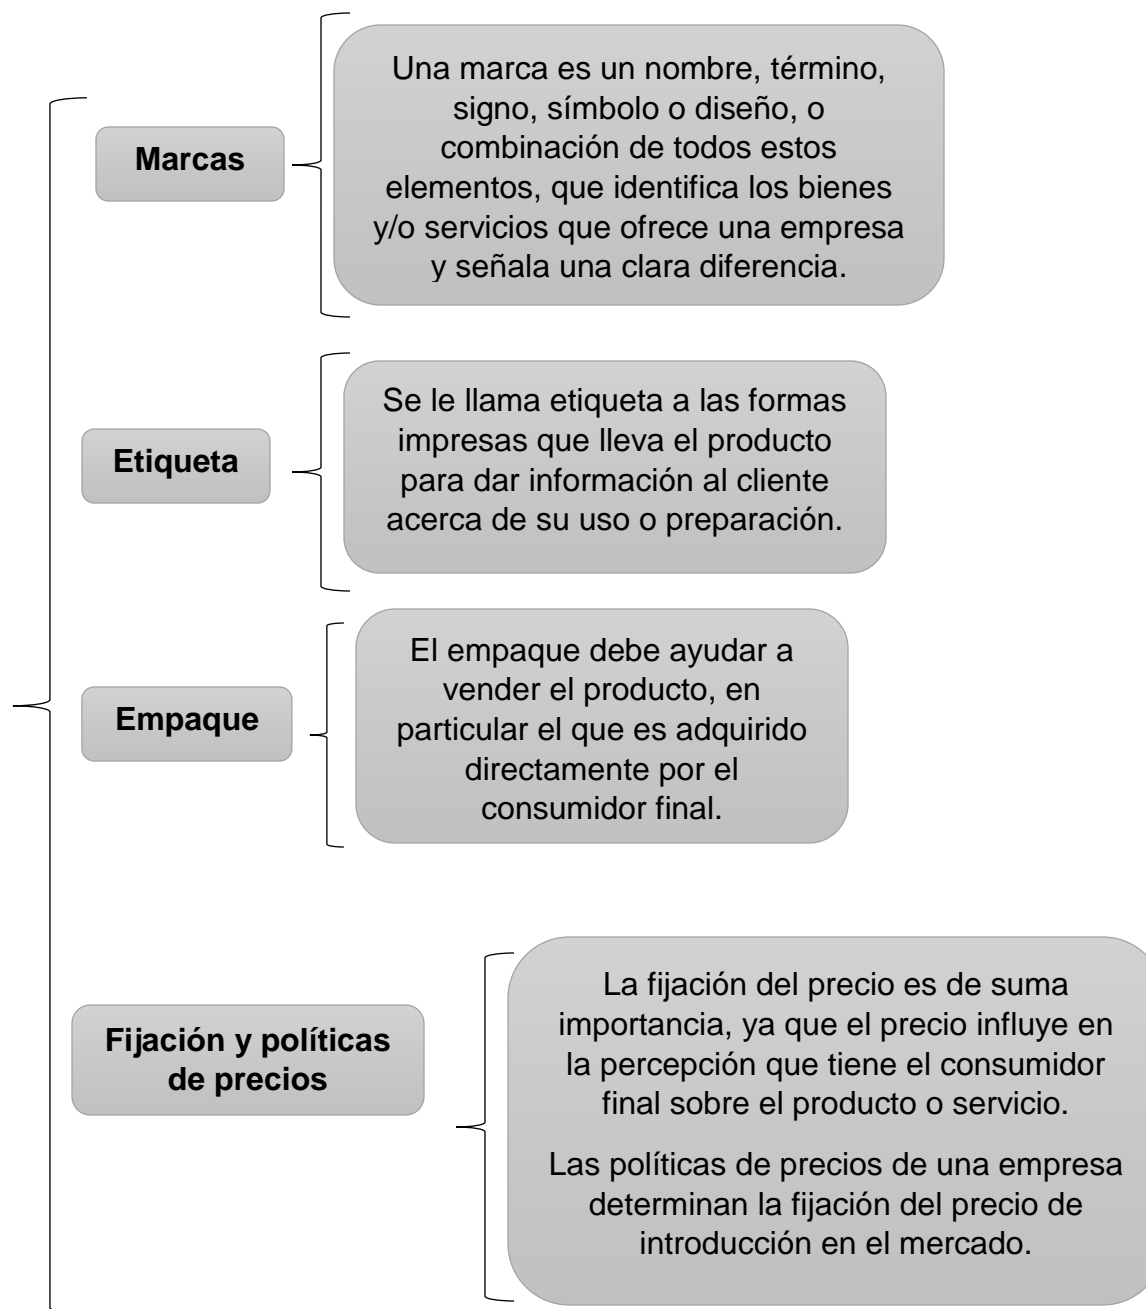 Marcas
Una marca es un nombre, término,
signo, símbolo o diseño, o
combinación de todos estos
elementos, que identifica los bienes
y/o servicios que ofrece una empresa
y señala una clara diferencia.
Etiqueta
Se le llama etiqueta a las formas
impresas que lleva el producto
para dar información al cliente
acerca de su uso o preparación.
Empaque
El empaque debe ayudar a
vender el producto, en
particular el que es adquirido
directamente por el
consumidor final.
Fijación y políticas
de precios
La fijación del precio es de suma
importancia, ya que el precio influye en
la percepción que tiene el consumidor
final sobre el producto o servicio.
Las políticas de precios de una empresa
determinan la fijación del precio de
introducción en el mercado.